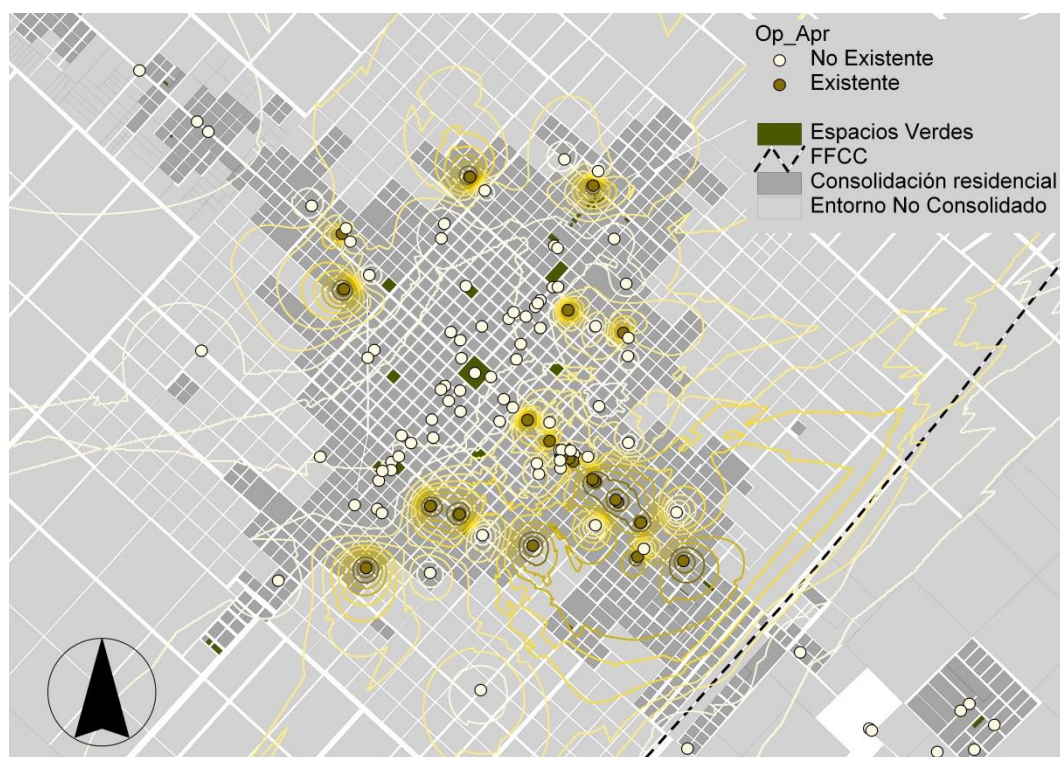 Op_Apr
No Existente
Existente
Espacios Verdes
FFCC
Consolidación residencial
Entorno No Consolidado